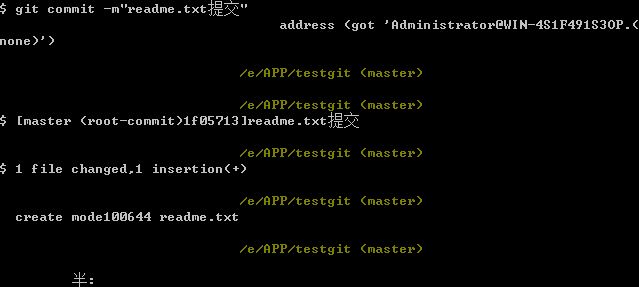 $ git commit -m"readme.txt提交"
address (got 'Administrator@WIN-4S1F491S3OP.(
none)')
/e/APP/testgit (master)
/e/APP/testgit (master)
$ [master (root-commit)1f05713]readme.txt提交
/e/APP/testgit (master)
$ 1 file changed,1 insertion(+)
/e/APP/testgit (master)
create mode100644 readme.txt
/e/APP/testgit (master)
半: